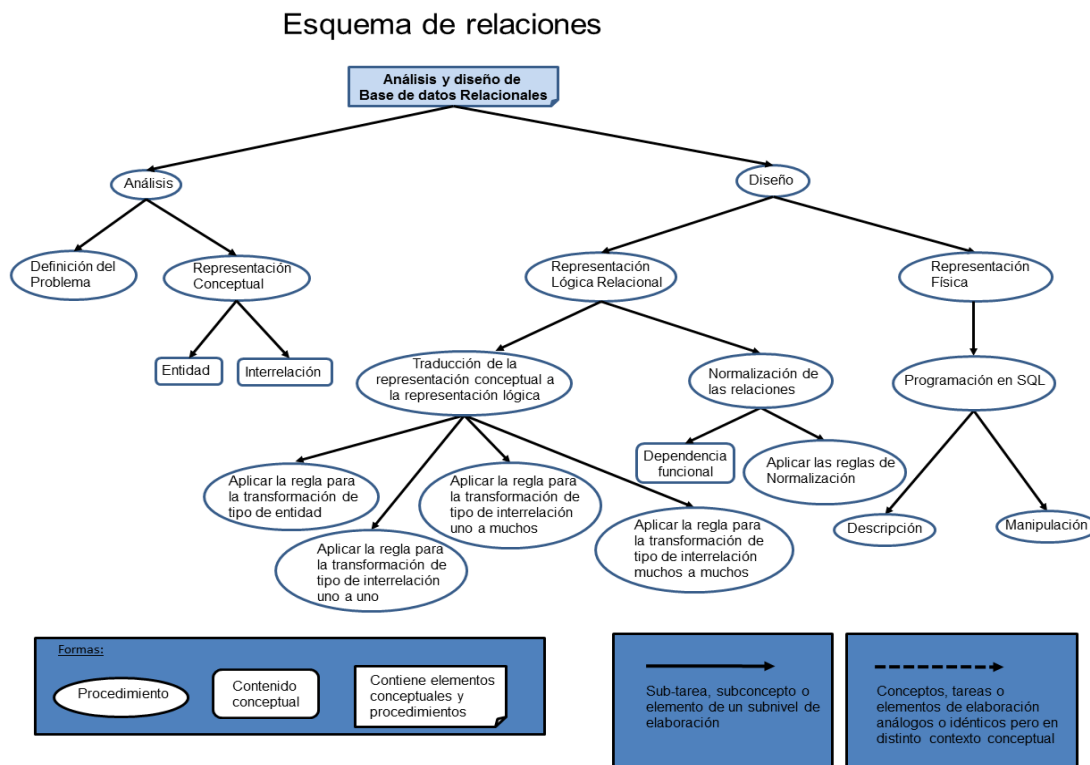 Esquema de relaciones
Análisis y diseño de
Base de datos Relacionales
Análisis
Diseño
Definición del
Problema
Representación
Conceptual
Representación
Lógica Relacional
Representación
Física
Entidad
Interrelación
Traducción de la
representación conceptual a
la representación lógica
Normalización de
las relaciones
Programación en SQL
Dependencia
funcional
Aplicar las reglas de
Normalización
Aplicar la regla para
la transformación de
tipo de entidad
Aplicar la regla para
la transformación de
tipo de interrelación
uno a muchos
Aplicar la regla para
la transformación de
tipo de interrelación
uno a uno
Aplicar la regla para
la transformación de
tipo de interrelación
muchos a muchos
Descripción
Manipulación
Formas:
Procedimiento
Contenido
conceptual
Contiene elementos
conceptuales y
procedimientos
Sub-tarea, subconcepto o
elemento de un subnivel de
elaboración
Conceptos, tareas o
elementos de elaboración
análogos o idénticos pero en
distinto contexto conceptual